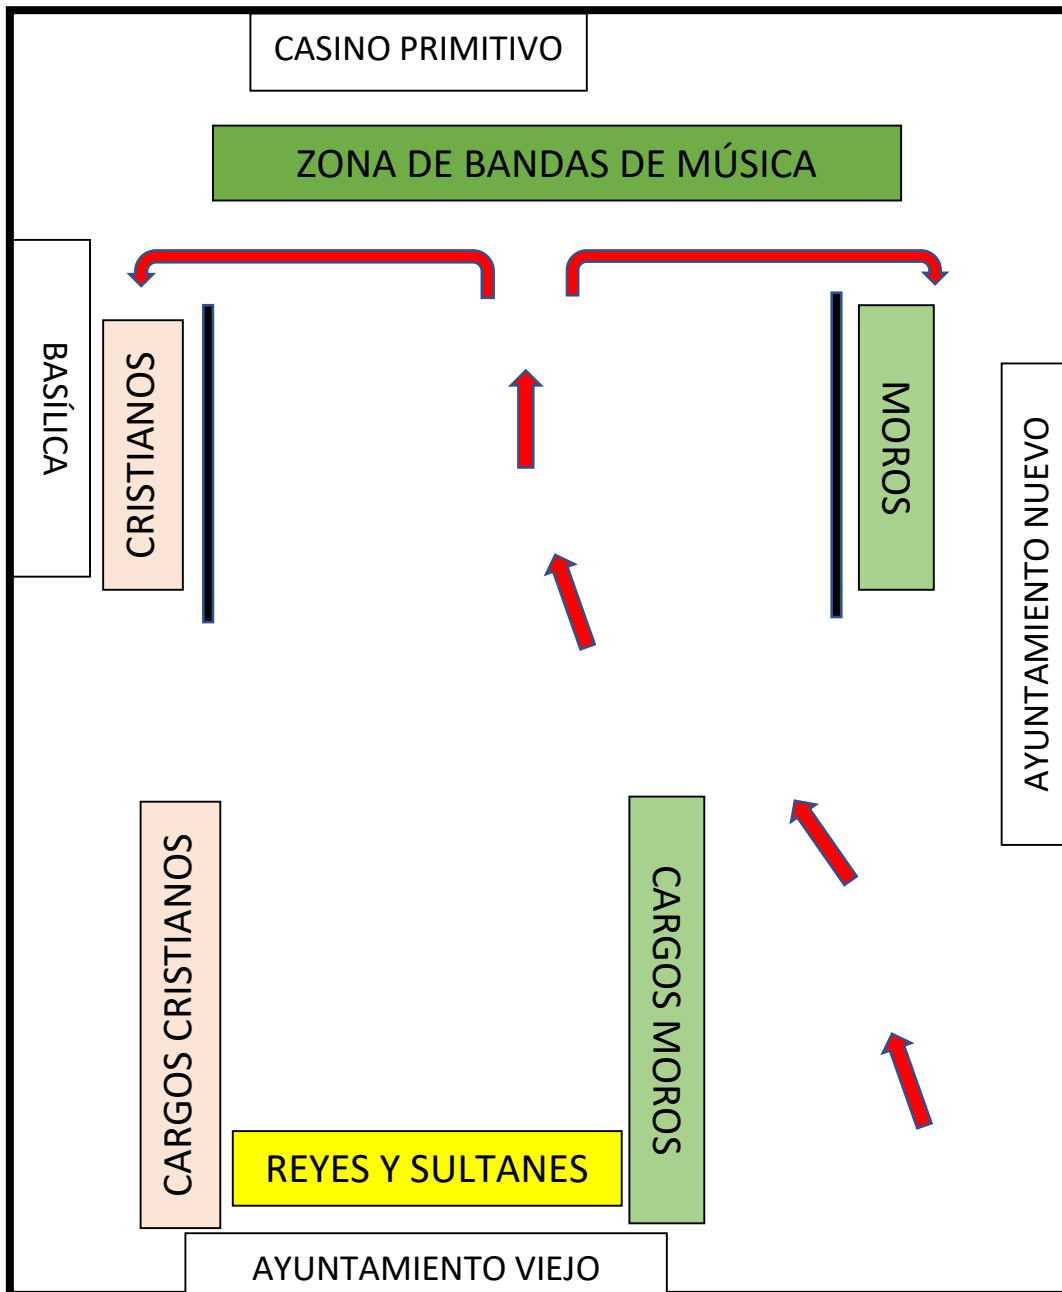 CASINO PRIMITIVO
ZONA DE BANDAS DE MÚSICA
BASÍLICA
CRISTIANOS
MOROS
AYUNTAMIENTO NUEVO
CARGOS CRISTIANOS
CARGOS MOROS
REYES Y SULTANES
AYUNTAMIENTO VIEJO